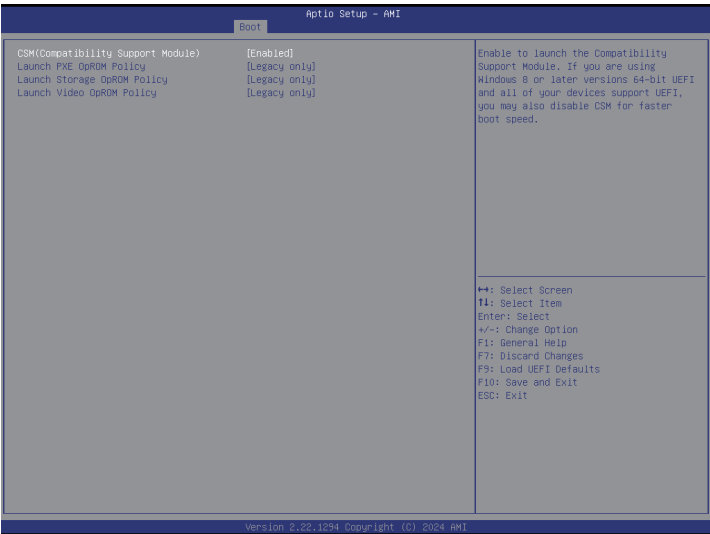 Aptio Setup – AMI
Boot
CSM(Compatibility Support Module) [Enabled]
Launch PXE OpROM Policy [Legacy only]
Launch Storage OpROM Policy [Legacy only]
Launch Video OpROM Policy [Legacy only]
Enable to launch the Compatibility
Support Module. If you are using
Windows 8 or later versions 64-bit UEFI
and all of your devices support UEFI,
you may also disable CSM for faster
boot speed.
↔: Select Screen
↑↓: Select Item
Enter: Select
+/-: Change Option
F1: General Help
F7: Discard Changes
F9: Load UEFI Defaults
F10: Save and Exit
ESC: Exit
Version 2.22.1294 Copyright (C) 2024 AMI